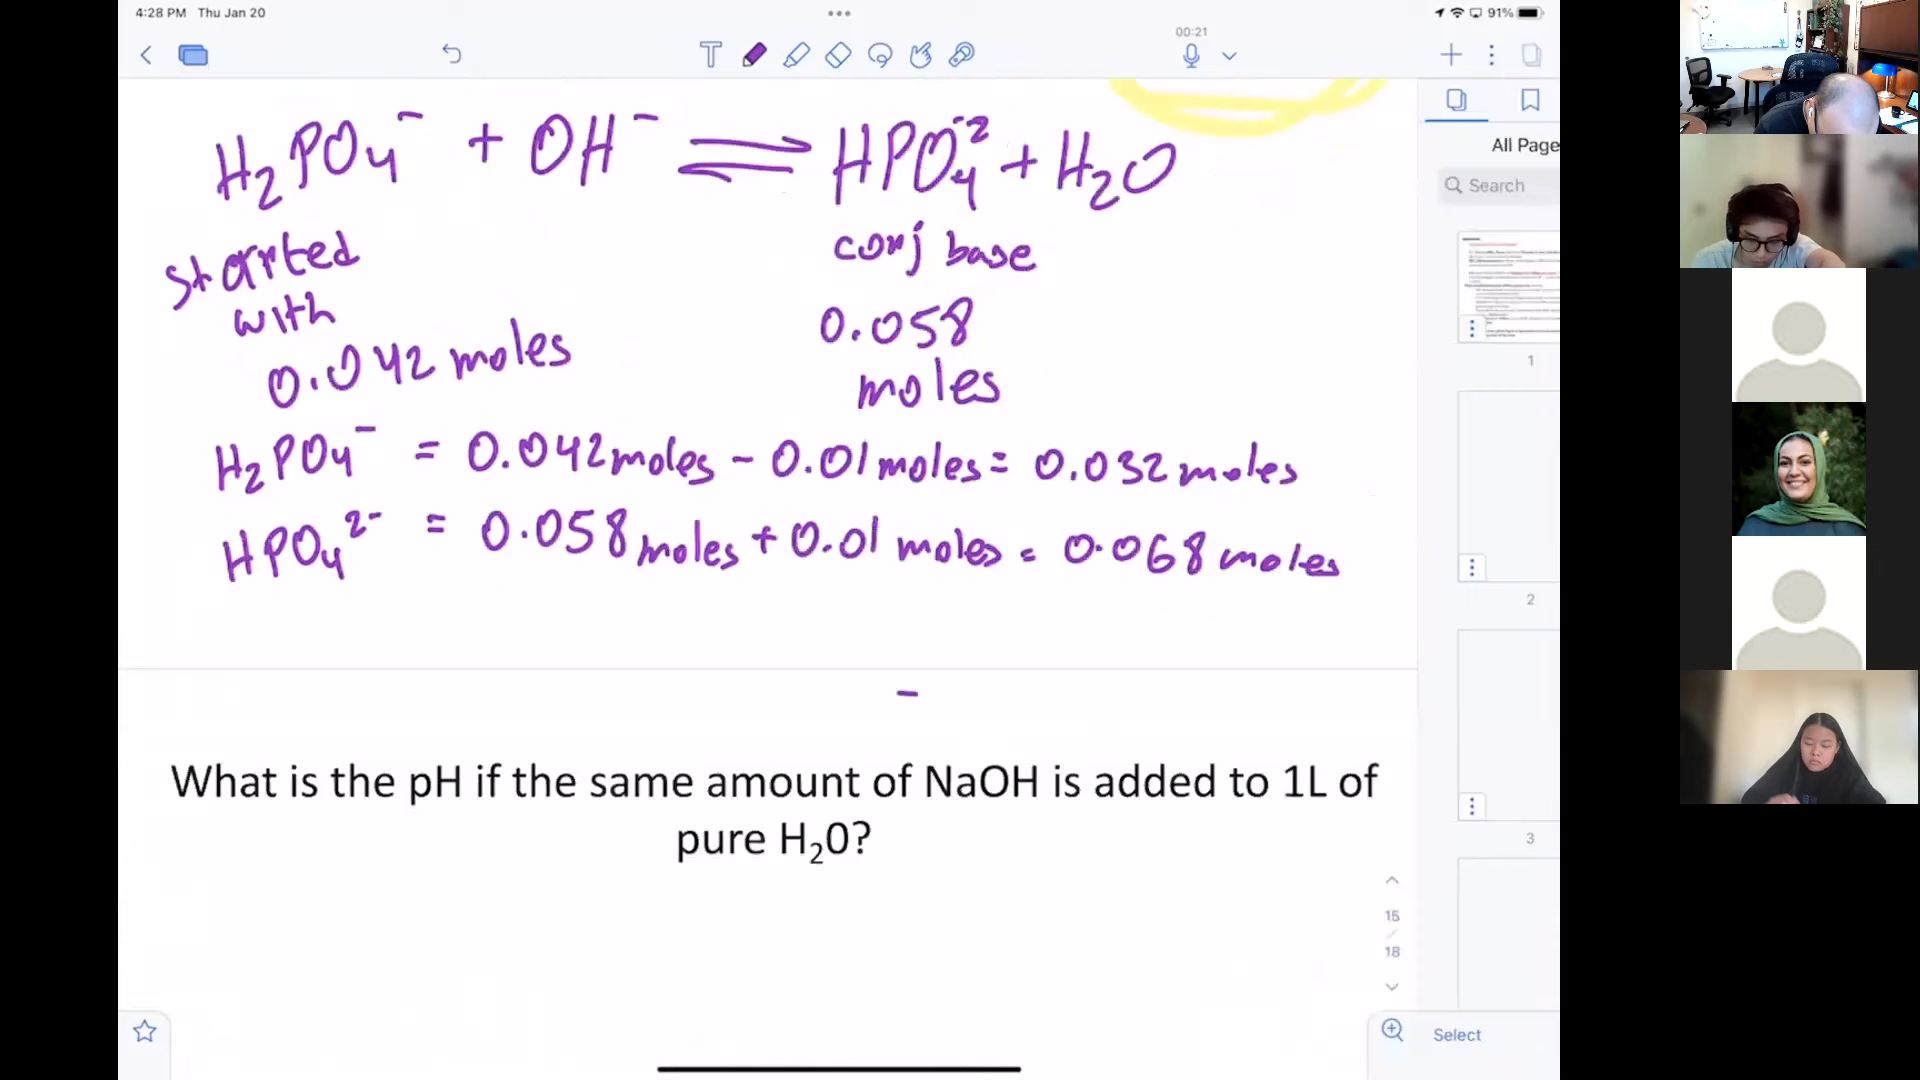 4:28 PM Thu Jan 20
91%
00:21
H₂PO₄⁻ + OH⁻ ⇌ HPO₄⁻² + H₂O
started
with
0.042 moles
conj base
0.058
moles
H₂PO₄⁻ = 0.042 moles - 0.01 moles = 0.032 moles
HPO₄²⁻ = 0.058 moles + 0.01 moles = 0.068 moles
-
What is the pH if the same amount of NaOH is added to 1L of
pure H₂0?
15
18
All Page
Search
1
2
3
Select